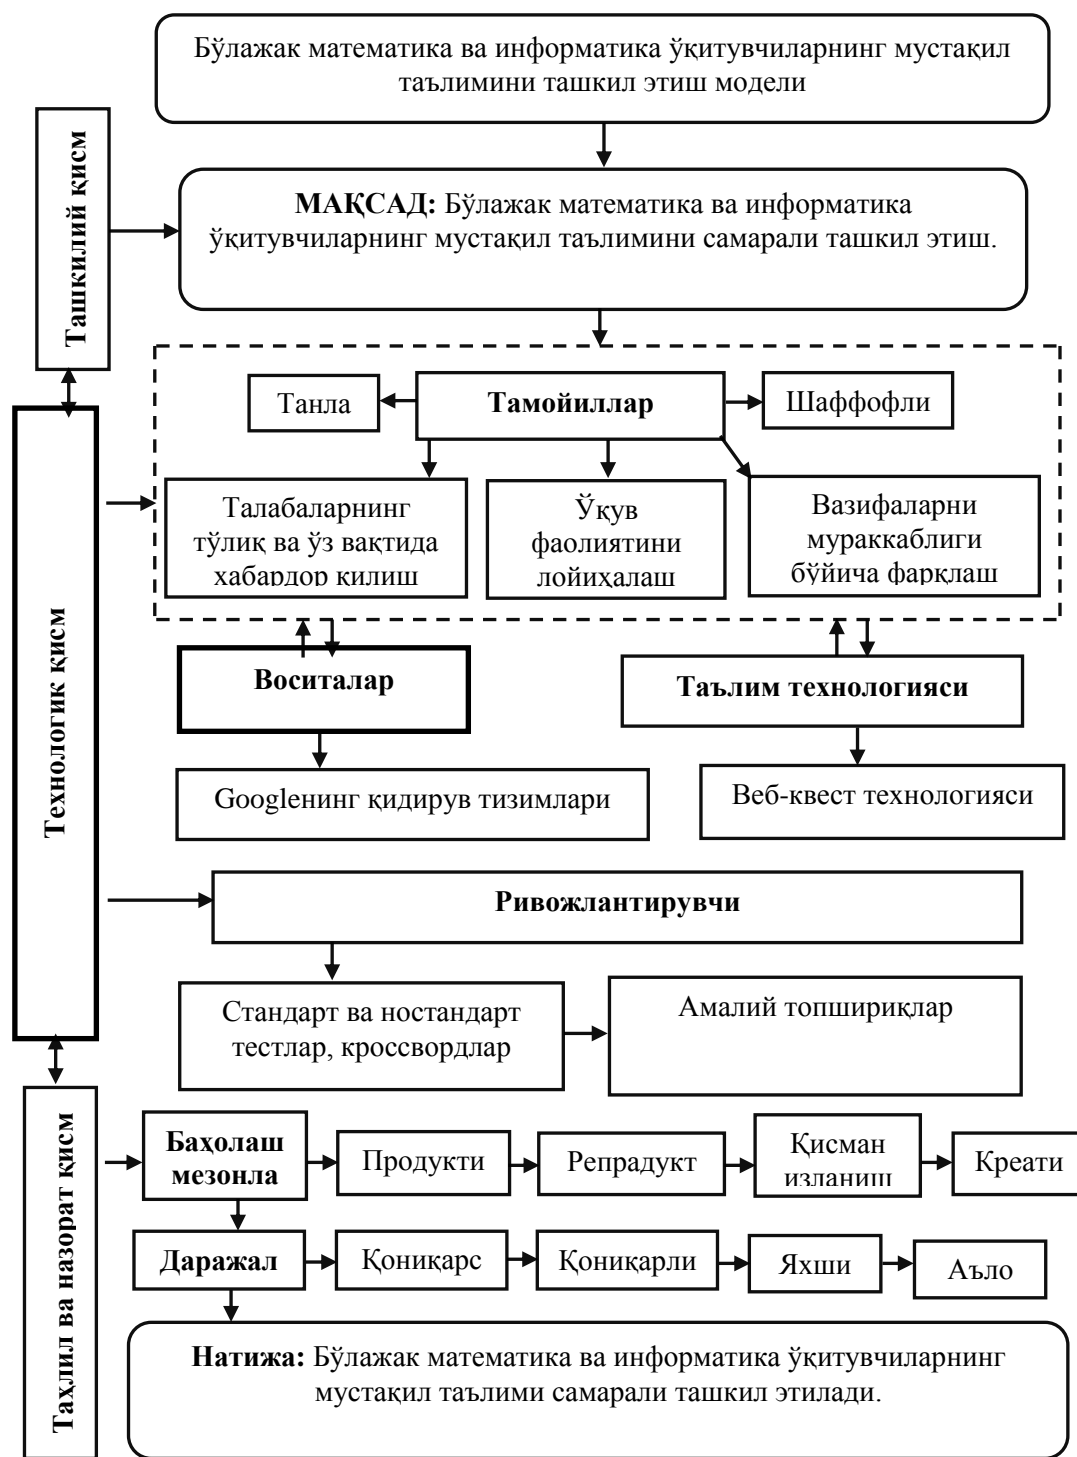 Бўлажак математика ва информатика ўқитувчиларнинг мустақил
таълимини ташкил этиш модели
Ташкилий қисм
МАҚСАД: Бўлажак математика ва информатика
ўқитувчиларнинг мустақил таълимини самарали ташкил этиш.
Танла
Тамойиллар
Шаффофли
Талабаларнинг
тўлиқ ва ўз вақтида
хабардор қилиш
Ўқув
фаолиятини
лойиҳалаш
Вазифаларни
мураккаблиги
бўйича фарқлаш
Технологик қисм
Воситалар
Таълим технологияси
Googleнинг қидирув тизимлари
Веб-квест технологияси
Ривожлантирувчи
Стандарт ва ностандарт
тестлар, кроссвордлар
Амалий топшириқлар
Таҳлил ва назорат қисм
Баҳолаш
мезонла
Продукти
Репрадукт
Қисман
изланиш
Креати
Даражал
Қониқарс
Қониқарли
Яхши
Аъло
Натижа: Бўлажак математика ва информатика ўқитувчиларнинг
мустақил таълими самарали ташкил этилади.